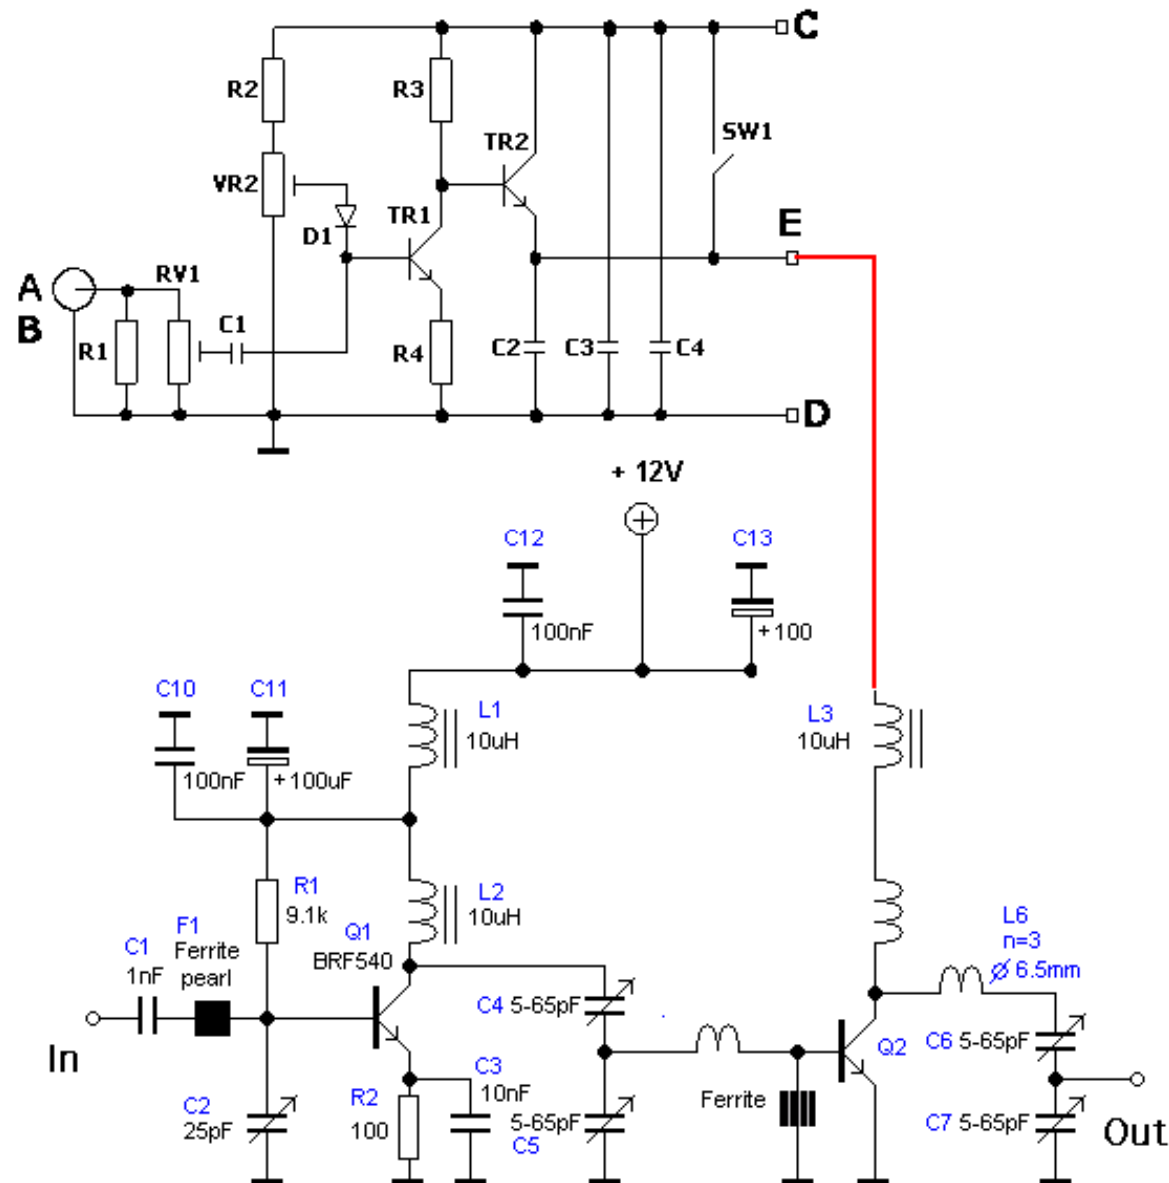 C
R2
R3
TR2
SW1
VR2
TR1
D1
E
A
RV1
B
C1
R1
R4
C2
C3
C4
D
+ 12V
C12
C13
100nF
+ 100
C10
C11
L1
10uH
L3
10uH
100nF
+ 100uF
R1
9.1k
L2
10uH
F1
Ferrite
pearl
Q1
BRF540
L6
n=3
Ø 6.5mm
C1
1nF
C4 5-65pF
Q2
C6 5-65pF
In
C3
10nF
R2
100
Ferrite
C2
25pF
5-65pF
C5
C7 5-65pF
Out